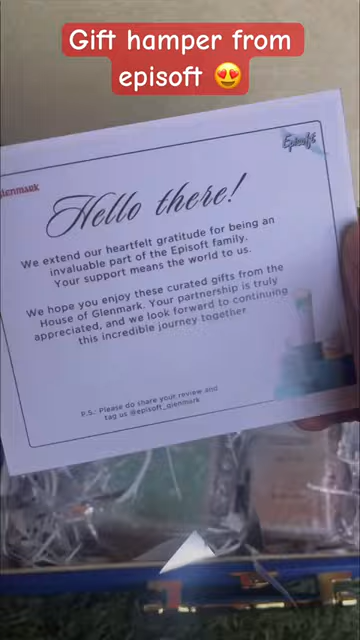 Gift hamper from
episoft 😍
glenmark
Episoft
Hello there!
We extend our heartfelt gratitude for being an
invaluable part of the Episoft family.
Your support means the world to us.
We hope you enjoy these curated gifts from the
House of Glenmark. Your partnership is truly
appreciated, and we look forward to continuing
this incredible journey together
P.S.: Please do share your review and
tag us @episoft_glenmark